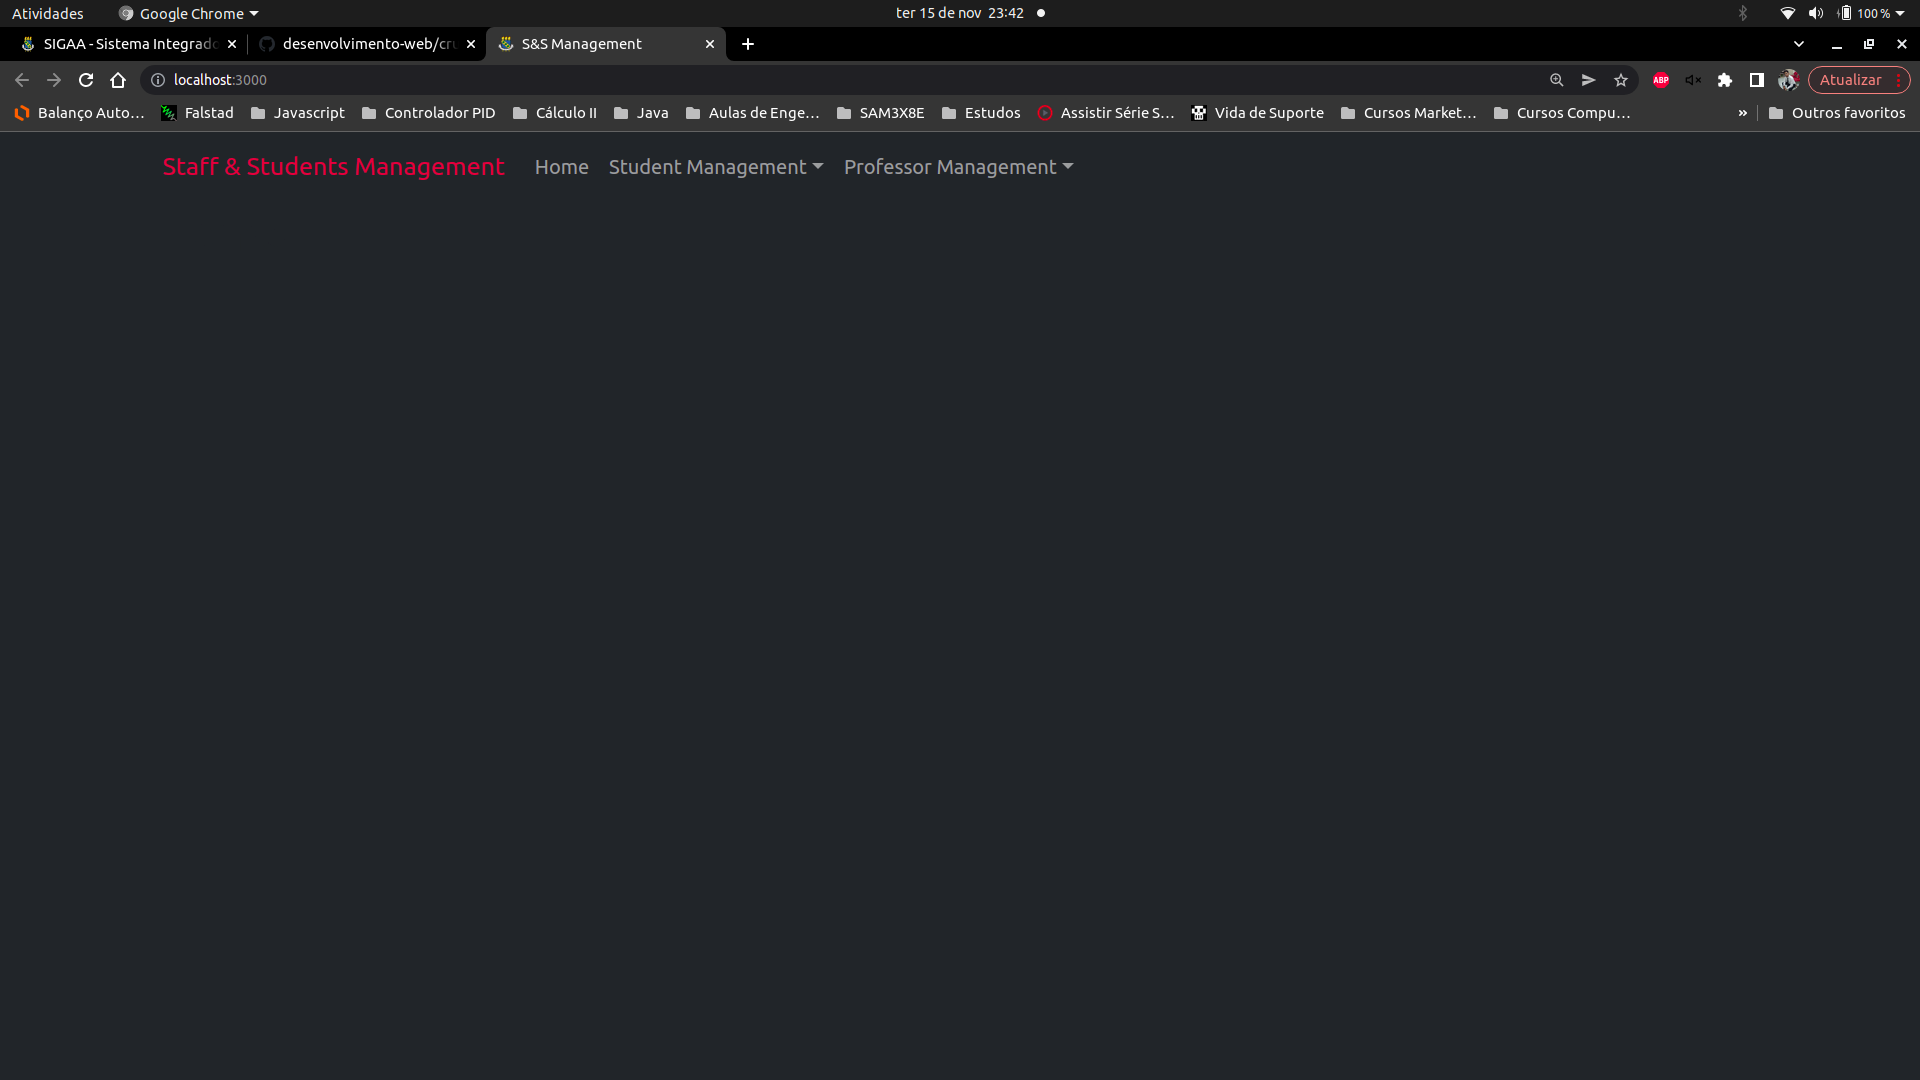 Atividades Google Chrome ter 15 de nov 23:42 100 %
SIGAA - Sistema Integrado desenvolvimento-web/cru S&S Management
localhost:3000 ABP Atualizar
Balanço Auto... Falstad Javascript Controlador PID Cálculo II Java Aulas de Enge... SAM3X8E Estudos Assistir Série S... Vida de Suporte Cursos Market... Cursos Compu... » Outros favoritos
Staff & Students Management Home Student Management Professor Management